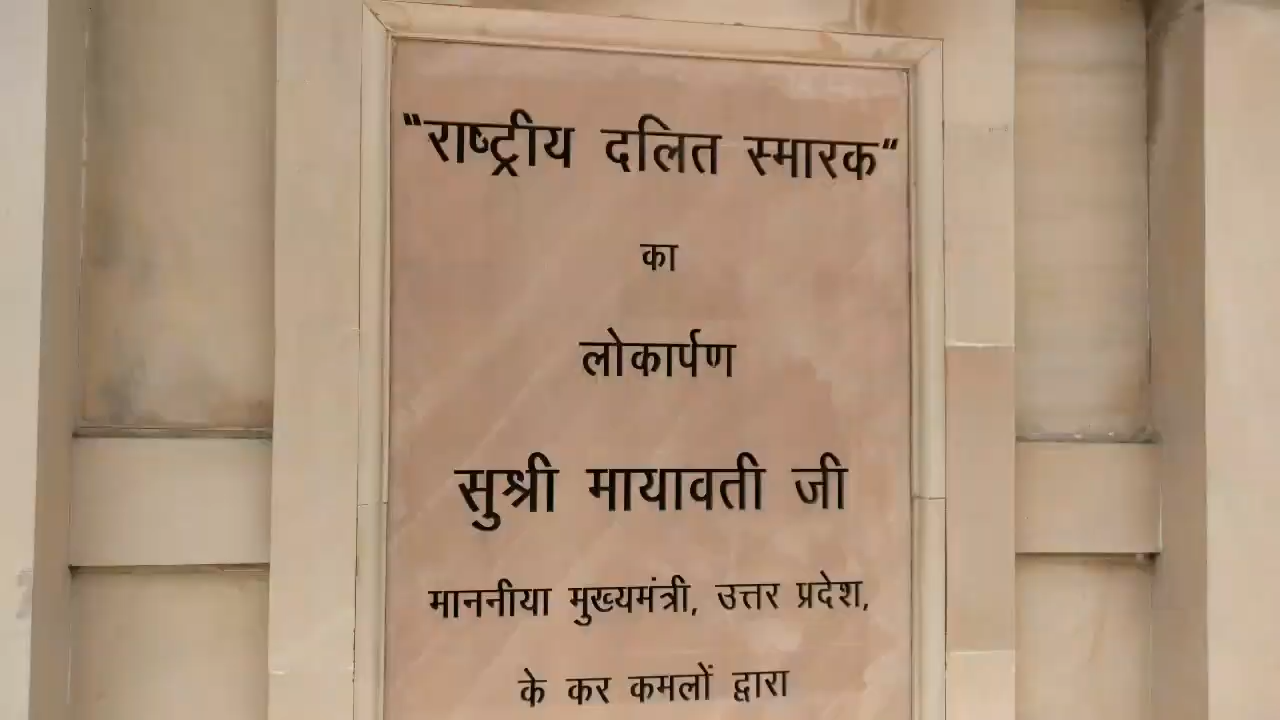 "राष्ट्रीय दलित स्मारक"
का
लोकार्पण
सुश्री मायावती जी
माननीया मुख्यमंत्री, उत्तर प्रदेश,
के कर कमलों द्वारा